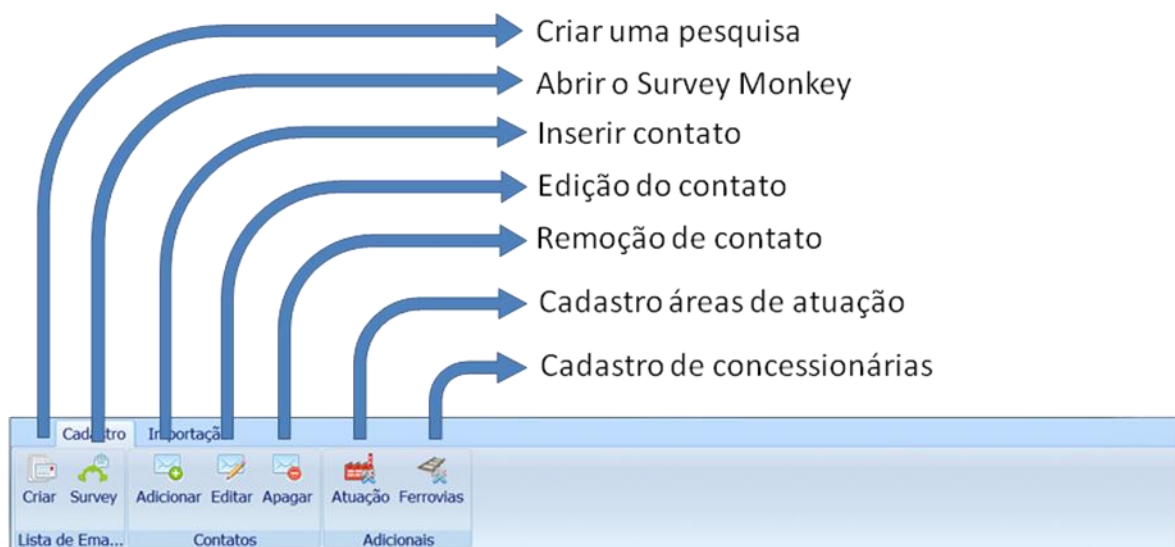 Criar uma pesquisa
Abrir o Survey Monkey
Inserir contato
Edição do contato
Remoção de contato
Cadastro áreas de atuação
Cadastro de concessionárias
Cadastro Importação
Criar Survey Adicionar Editar Apagar Atuação Ferrovias
Lista de Ema... Contatos Adicionais